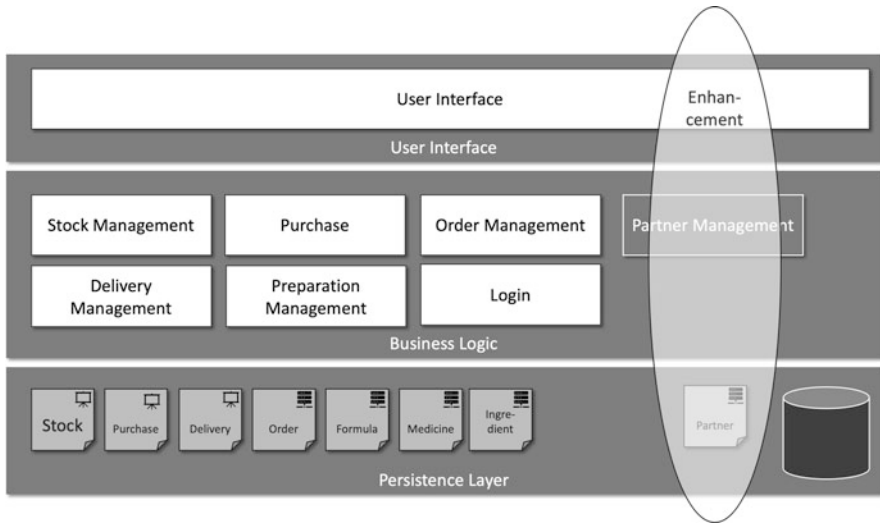 User Interface
Enhan-
cement
User Interface
Stock Management
Purchase
Order Management
Partner Management
Delivery
Management
Preparation
Management
Login
Business Logic
Stock
Purchase
Delivery
Order
Formula
Medicine
Ingre-
dient
Partner
Persistence Layer